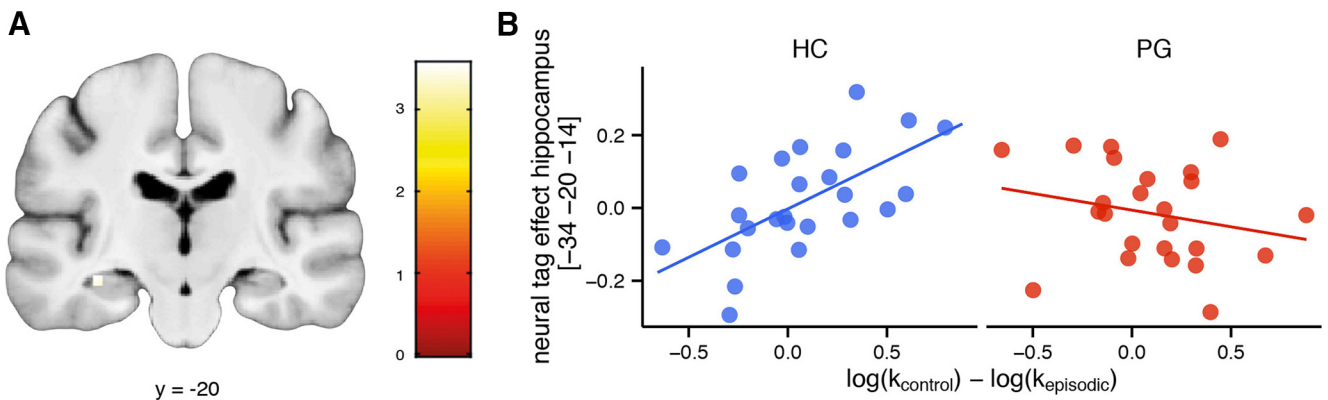 A
3
2
1
0
y = -20
B
HC
PG
neural tag effect hippocampus
[−34 −20 −14]
0.2
0.0
−0.2
−0.5
0.0
0.5
−0.5
0.0
0.5
log(kcontrol) − log(kepisodic)